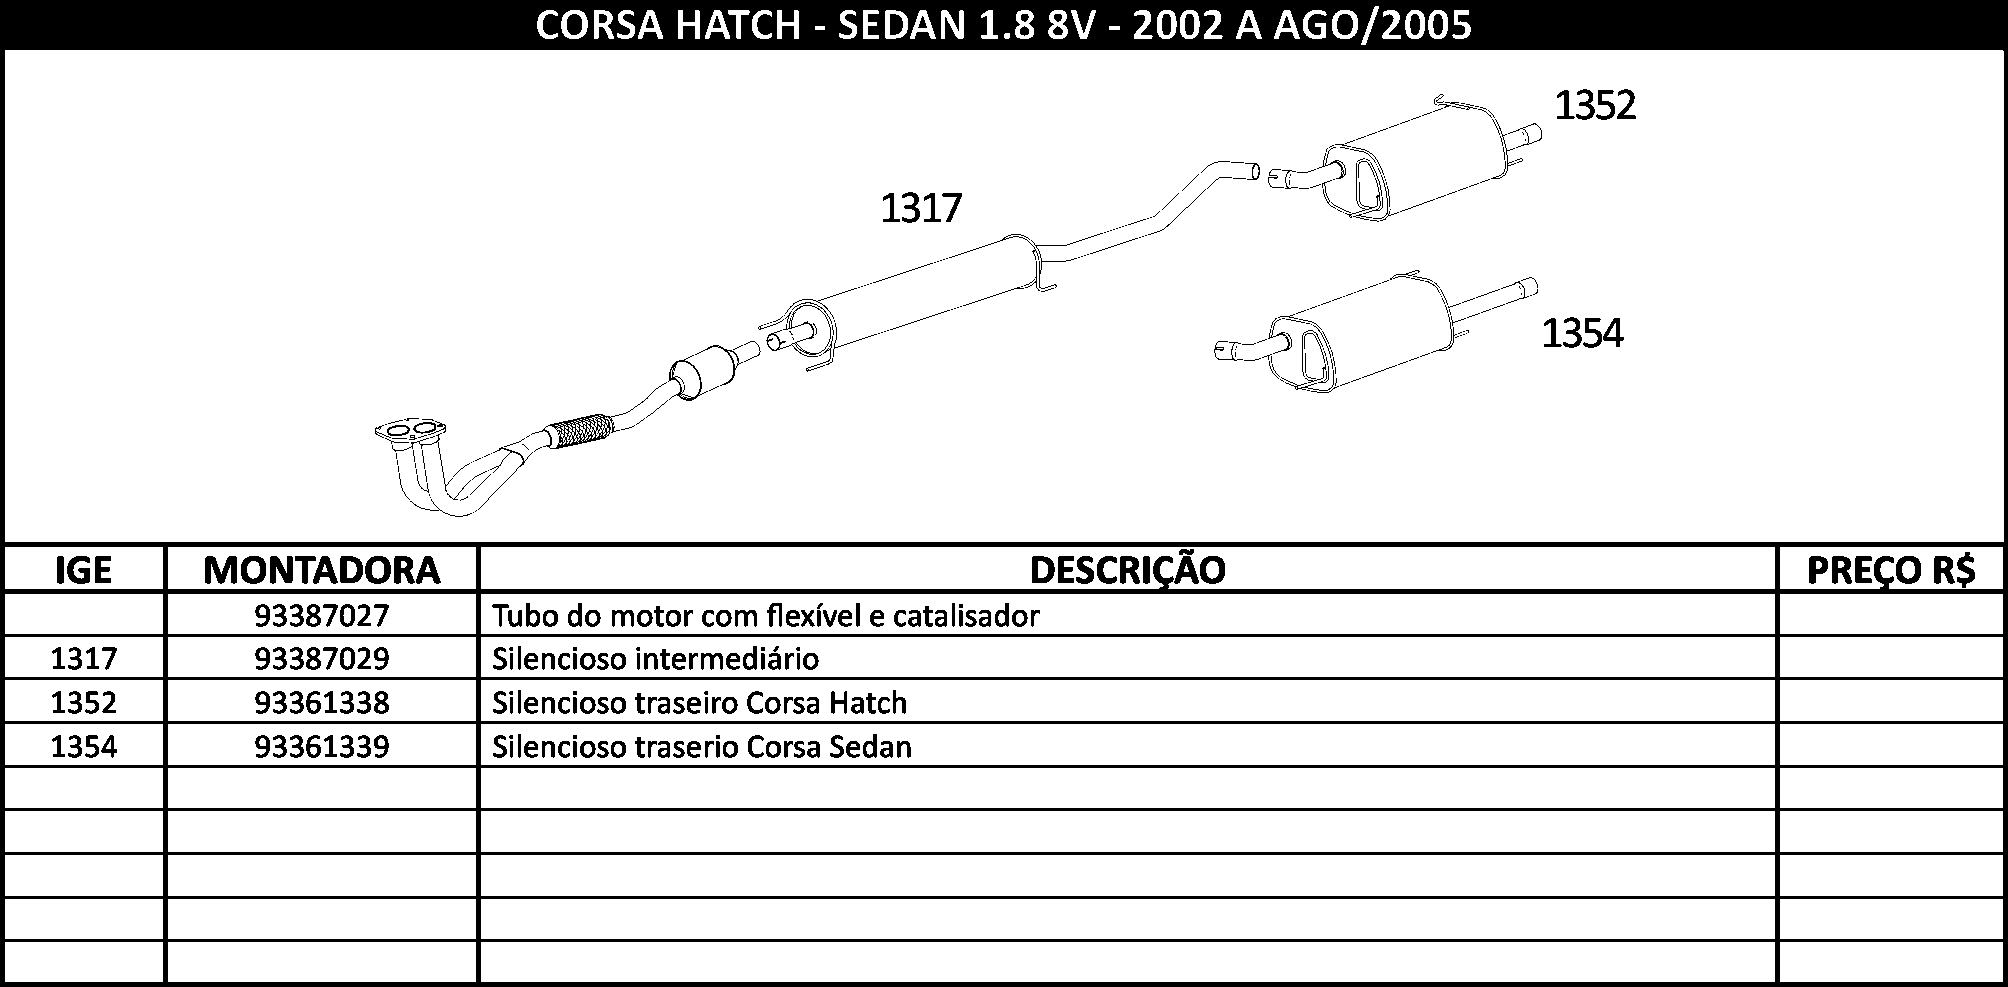 CORSA HATCH - SEDAN 1.8 8V - 2002 A AGO/2005
1352
1317
1354
IGE MONTADORA DESCRIÇÃO PREÇO R$
93387027 Tubo do motor com flexível e catalisador
1317 93387029 Silencioso intermediário
1352 93361338 Silencioso traseiro Corsa Hatch
1354 93361339 Silencioso traserio Corsa Sedan